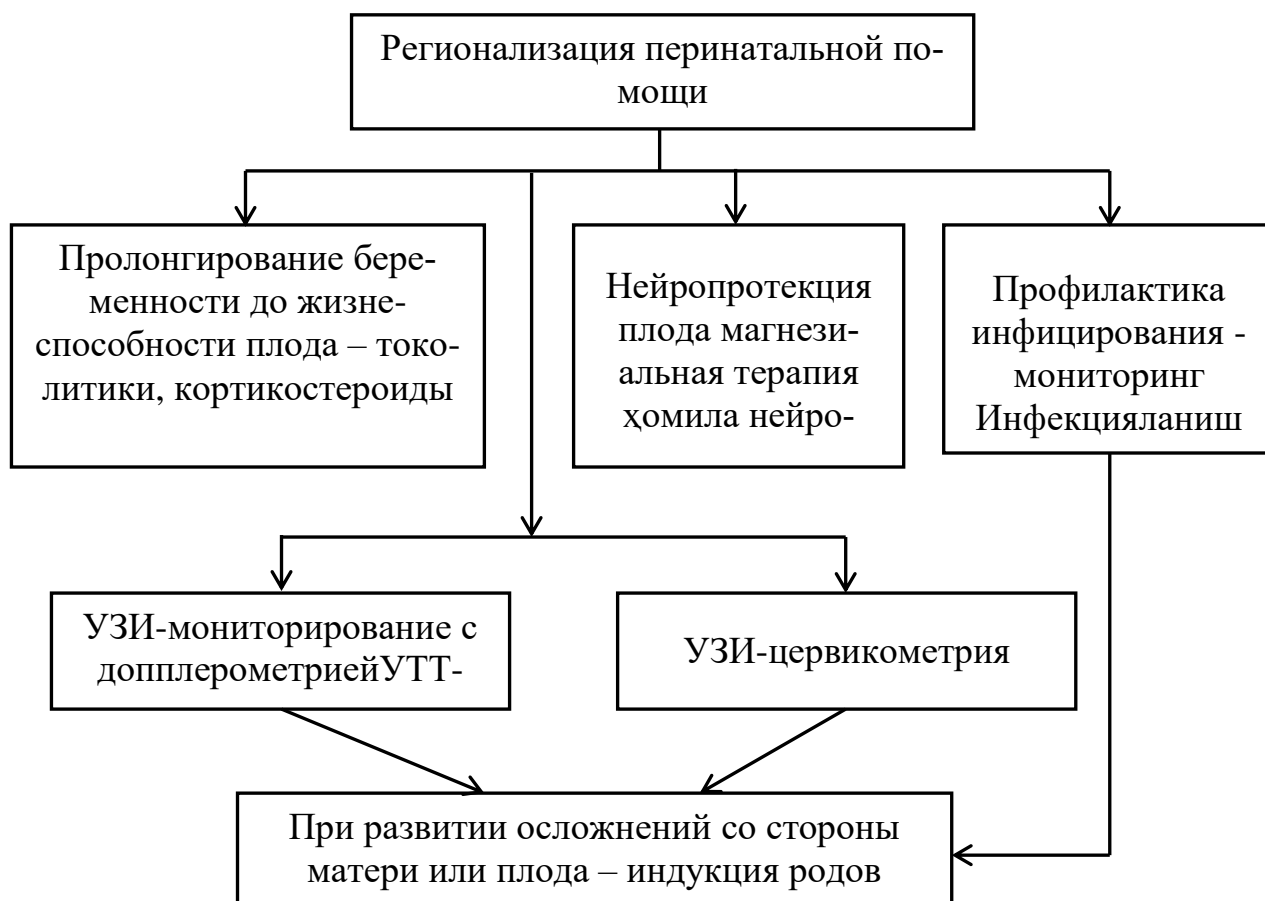 Регионализация перинатальной по-
мощи
Пролонгирование бере-
менности до жизне-
способности плода – токо-
литики, кортикостероиды
Нейропротекция
плода магнези-
альная терапия
ҳомила нейро-
Профилактика
инфицирования -
мониторинг
Инфекцияланиш
УЗИ-мониторирование с
допплерометриейУТТ-
УЗИ-цервикометрия
При развитии осложнений со стороны
матери или плода – индукция родов